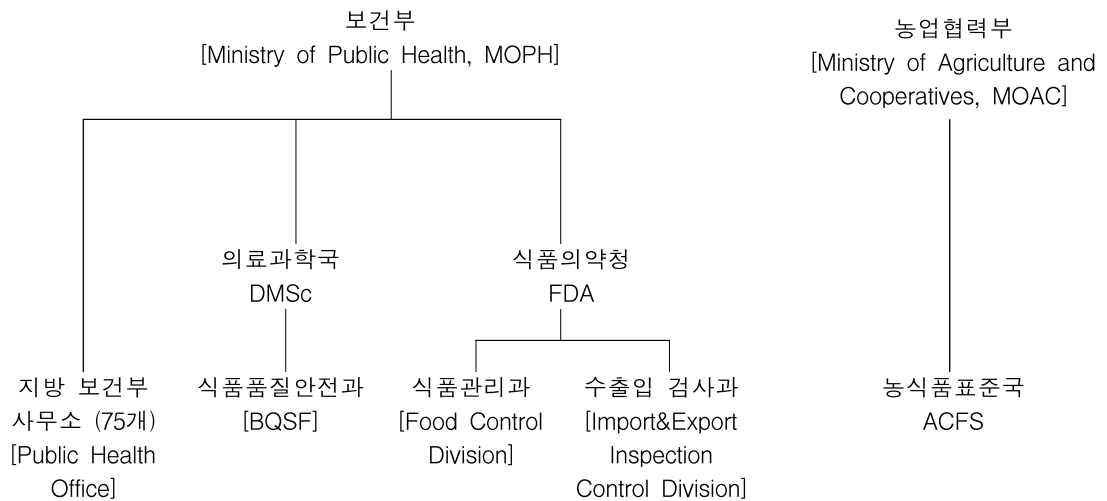 보건부
[Ministry of Public Health, MOPH]
농업협력부
[Ministry of Agriculture and
Cooperatives, MOAC]
의료과학국
DMSc
식품의약청
FDA
지방 보건부
사무소 (75개)
[Public Health
Office]
식품품질안전과
[BQSF]
식품관리과
[Food Control
Division]
수출입 검사과
[Import&Export
Inspection
Control Division]
농식품표준국
ACFS